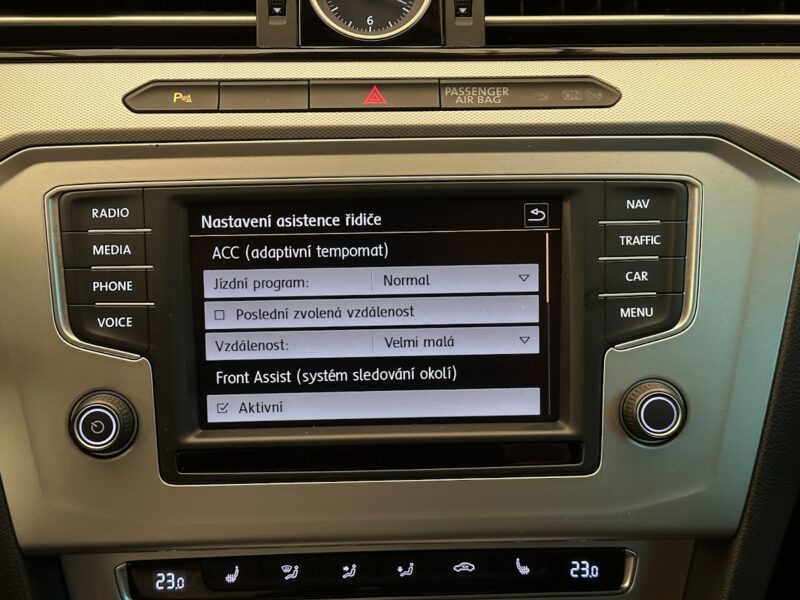 6
P
PASSENGER
AIR BAG
ON
RADIO
MEDIA
PHONE
VOICE
Nastavení asistence řidiče
ACC (adaptivní tempomat)
Jízdní program: Normal
Poslední zvolená vzdálenost
Vzdálenost: Velmi malá
Front Assist (systém sledování okolí)
Aktivní
NAV
TRAFFIC
CAR
MENU
23.0
23.0